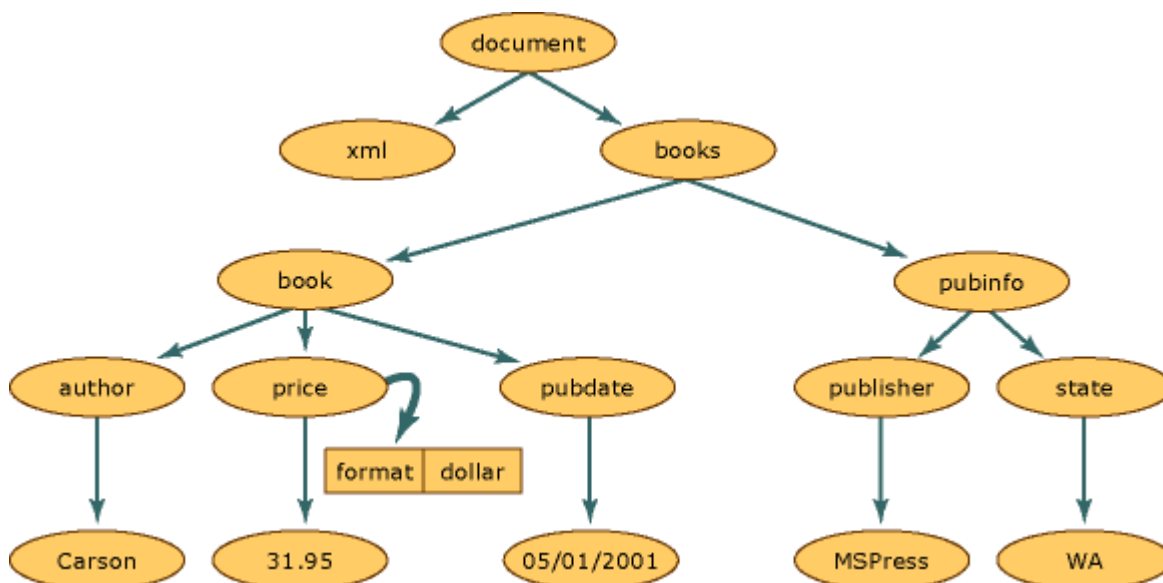 document
xml
books
book
pubinfo
author
price
pubdate
publisher
state
format dollar
Carson
31.95
05/01/2001
MSPress
WA